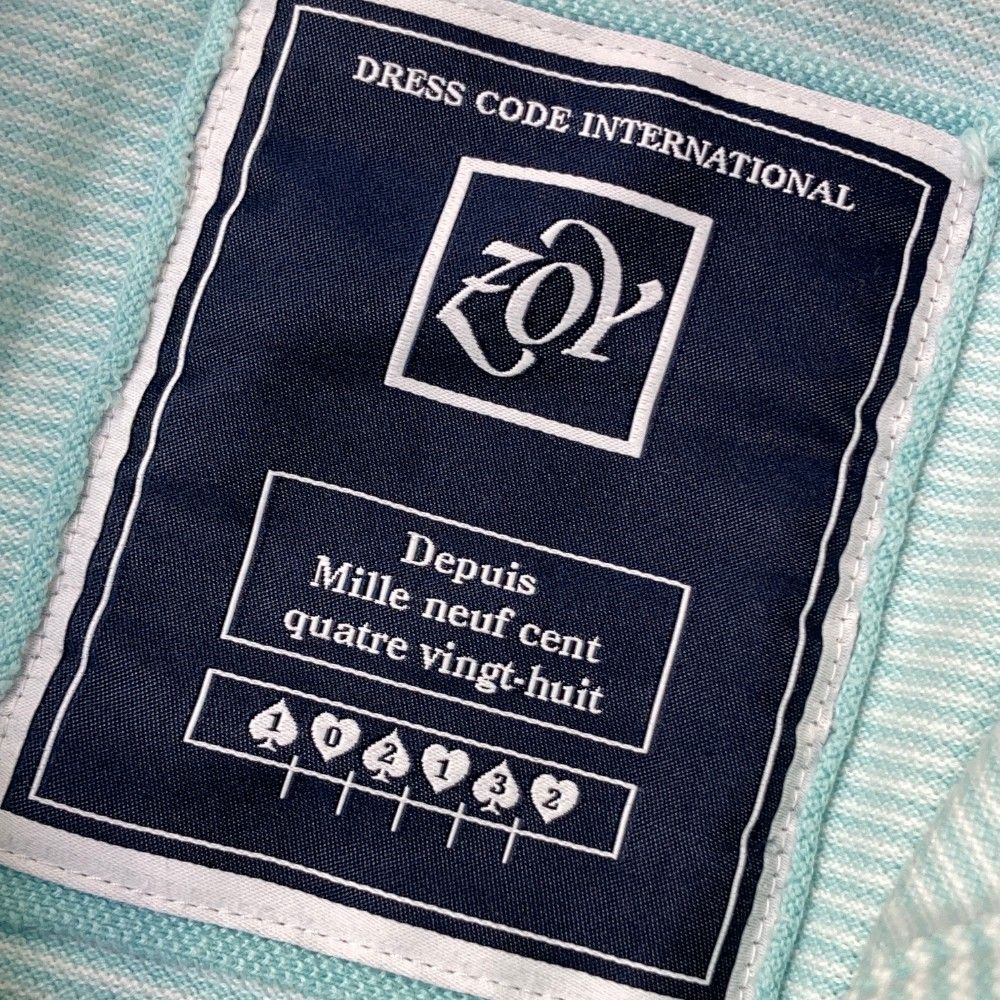 DRESS CODE INTERNATIONAL
ZOY
Depuis
Mille neuf cent
quatre vingt-huit
1 0 2 1 3 2